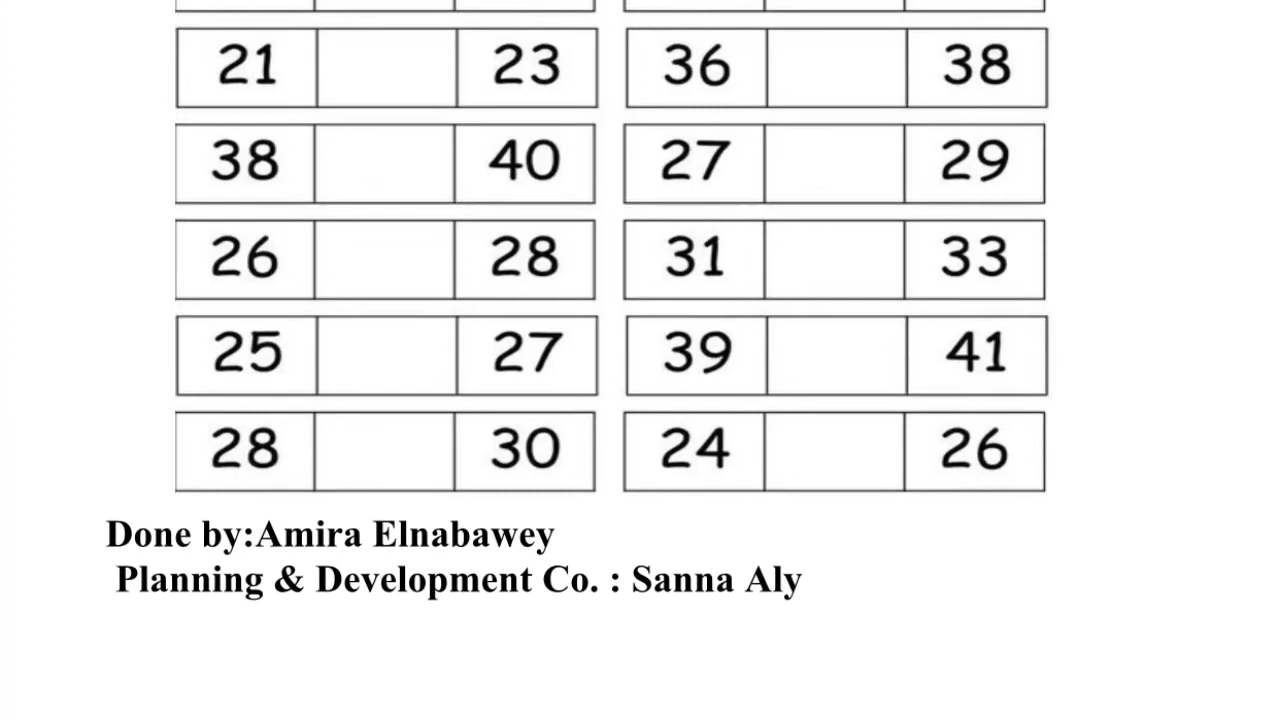 21 23 36 38
38 40 27 29
26 28 31 33
25 27 39 41
28 30 24 26
Done by:Amira Elnabawey
Planning & Development Co. : Sanna Aly